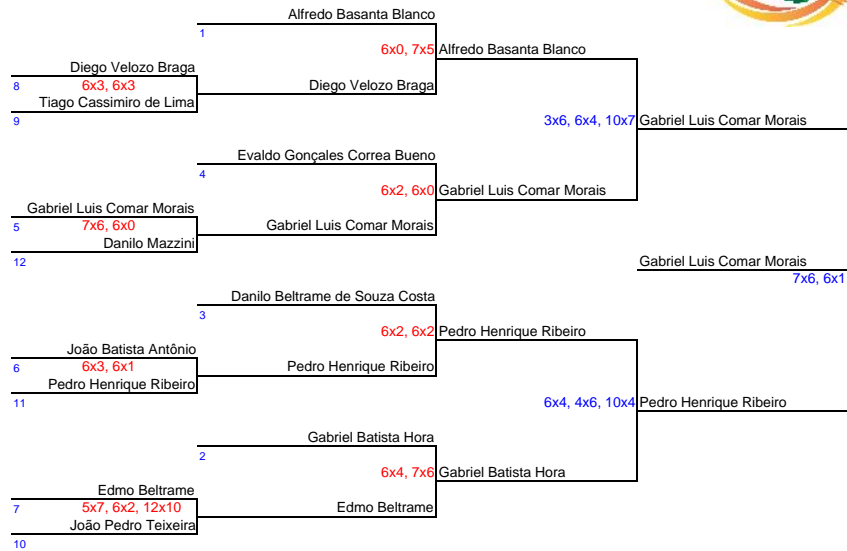 Alfredo Basanta Blanco
1
6x0, 7x5 Alfredo Basanta Blanco
Diego Velozo Braga
8 6x3, 6x3 Diego Velozo Braga
Tiago Cassimiro de Lima
9
3x6, 6x4, 10x7 Gabriel Luis Comar Morais
Evaldo Gonçales Correa Bueno
4
6x2, 6x0 Gabriel Luis Comar Morais
Gabriel Luis Comar Morais
5 7x6, 6x0 Gabriel Luis Comar Morais
Danilo Mazzini
12
Gabriel Luis Comar Morais
7x6, 6x1
Danilo Beltrame de Souza Costa
3
6x2, 6x2 Pedro Henrique Ribeiro
João Batista Antônio
6 6x3, 6x1 Pedro Henrique Ribeiro
Pedro Henrique Ribeiro
11
6x4, 4x6, 10x4 Pedro Henrique Ribeiro
Gabriel Batista Hora
2
6x4, 7x6 Gabriel Batista Hora
Edmo Beltrame
7 5x7, 6x2, 12x10 Edmo Beltrame
João Pedro Teixeira
10